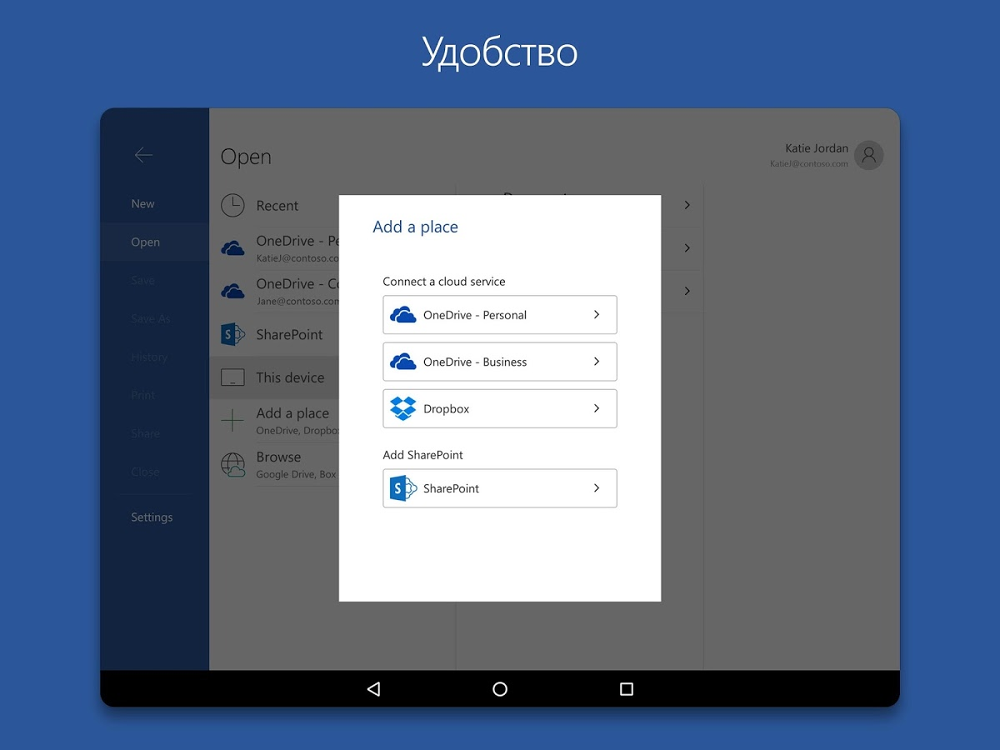 Удобство
Open
Katie Jordan
KatieJ@contoso.com
New
Open
Save
Save As
History
Print
Share
Close
Settings
Recent
OneDrive - Pe
KatieJ@contoso.co
OneDrive - Co
Jane@contoso.com
SharePoint
This device
Add a place
OneDrive, Dropbox
Browse
Google Drive, Box
Add a place
Connect a cloud service
OneDrive - Personal
OneDrive - Business
Dropbox
Add SharePoint
SharePoint